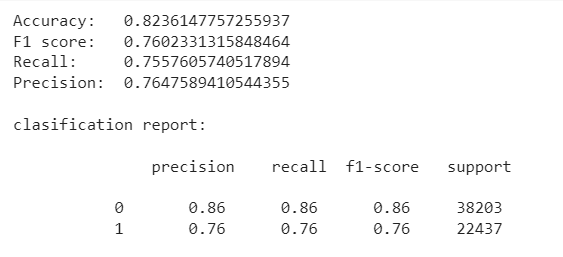 Accuracy: 0.8236147757255937
F1 score: 0.7602331315848464
Recall: 0.7557605740517894
Precision: 0.7647589410544355
clasification report:
precision recall f1-score support
0 0.86 0.86 0.86 38203
1 0.76 0.76 0.76 22437